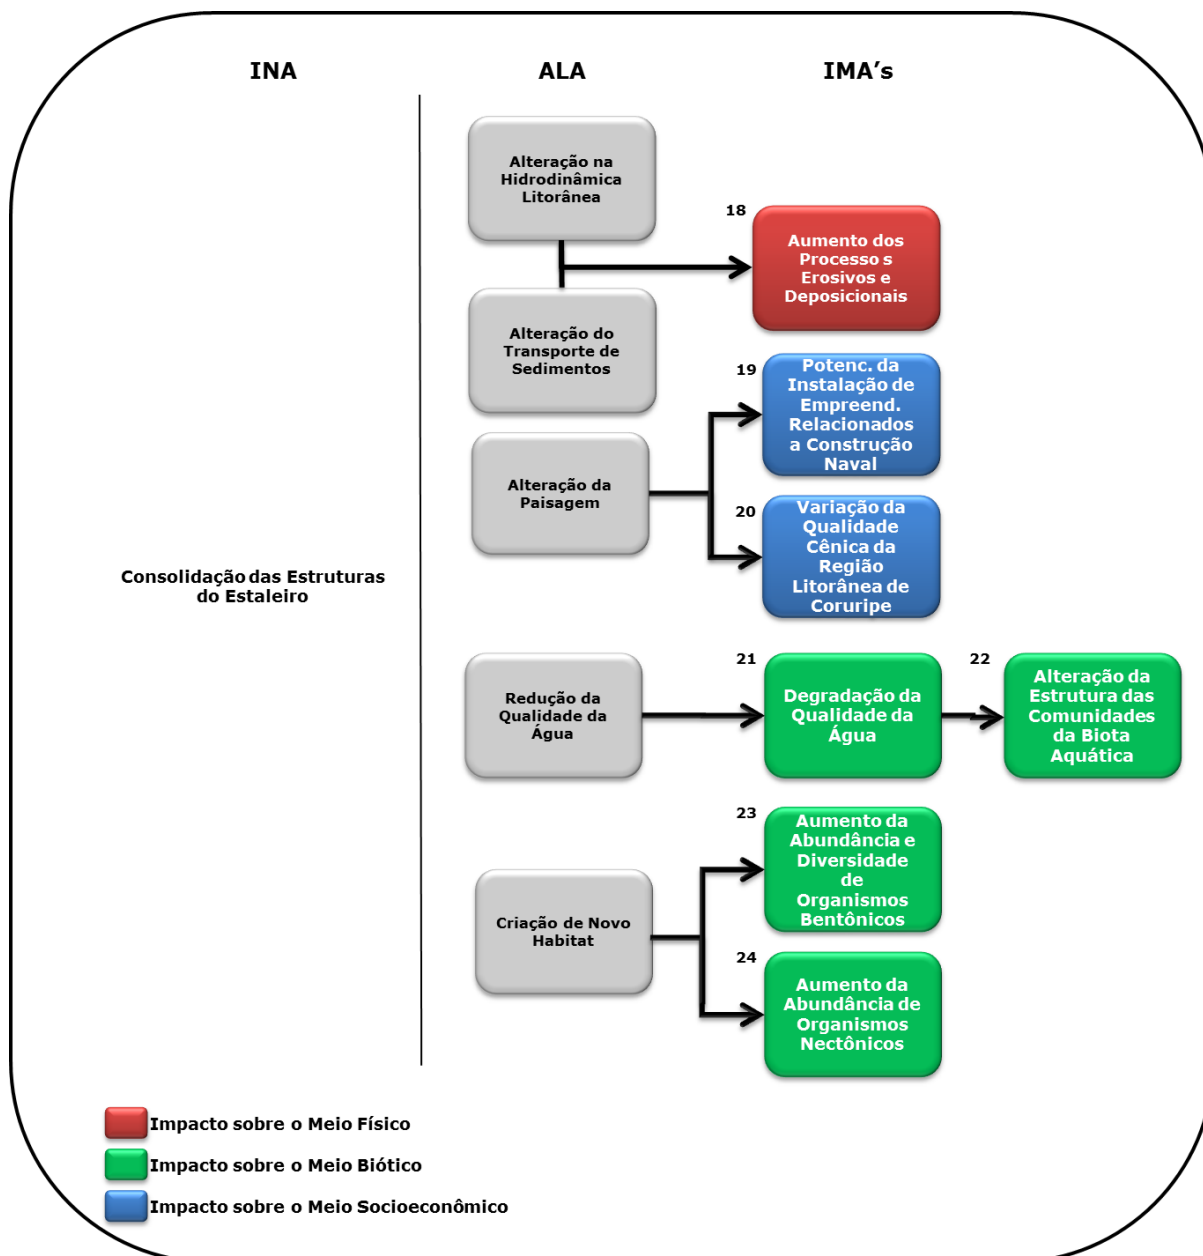 INA
ALA
IMA's
Alteração na
Hidrodinâmica
Litorânea
18
Aumento dos
Processo s
Erosivos e
Deposicionais
Alteração do
Transporte de
Sedimentos
19
Potenc. da
Instalação de
Empreend.
Relacionados
a Construção
Naval
Alteração da
Paisagem
20
Variação da
Qualidade
Cênica da
Região
Litorânea de
Coruripe
Consolidação das Estruturas
do Estaleiro
Redução da
Qualidade da
Água
21
Degradação da
Qualidade da
Água
22
Alteração da
Estrutura das
Comunidades
da Biota
Aquática
23
Aumento da
Abundância e
Diversidade
de
Organismos
Bentônicos
Criação de Novo
Habitat
24
Aumento da
Abundância de
Organismos
Nectônicos
Impacto sobre o Meio Físico
Impacto sobre o Meio Biótico
Impacto sobre o Meio Socioeconômico